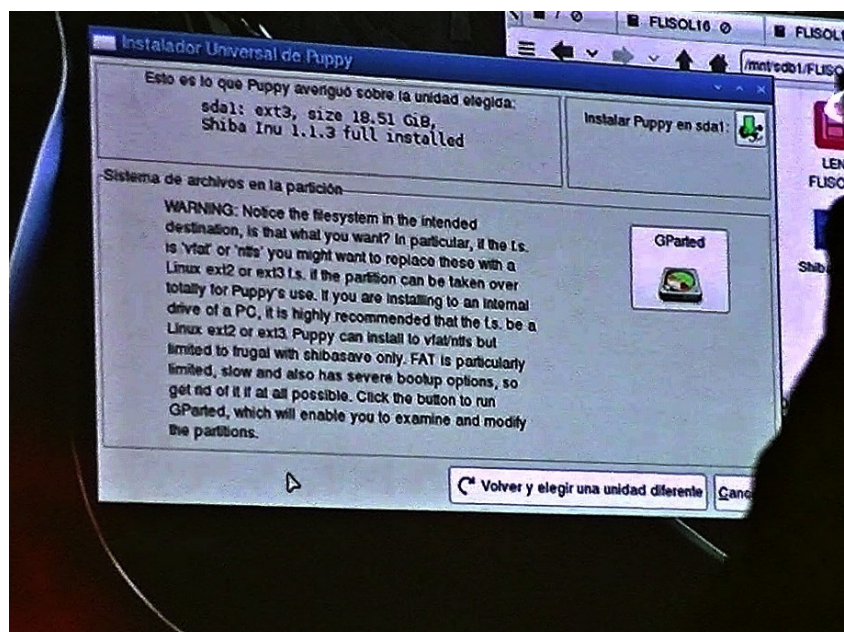 FLISOL16
FLISOL1
/mnt/sdb1/FLISO
Instalador Universal de Puppy
Esto es lo que Puppy averiguó sobre la unidad elegida:
sda1: ext3, size 18.51 GiB,
Shiba Inu 1.1.3 full installed
Instalar Puppy en sda1:
LEN
FLISO
Shib
Sistema de archivos en la partición
WARNING: Notice the filesystem in the intended
destination, is that what you want? In particular, if the f.s.
is 'vfat' or 'ntfs' you might want to replace these with a
Linux ext2 or ext3 f.s. if the partition can be taken over
totally for Puppy's use. If you are installing to an internal
drive of a PC, it is highly recommended that the f.s. be a
Linux ext2 or ext3. Puppy can install to vfat/ntfs but
limited to frugal with shibasave only. FAT is particularly
limited, slow and also has severe bootup options, so
get rid of it if at all possible. Click the button to run
GParted, which will enable you to examine and modify
the partitions.
GParted
Volver y elegir una unidad diferente
Canc